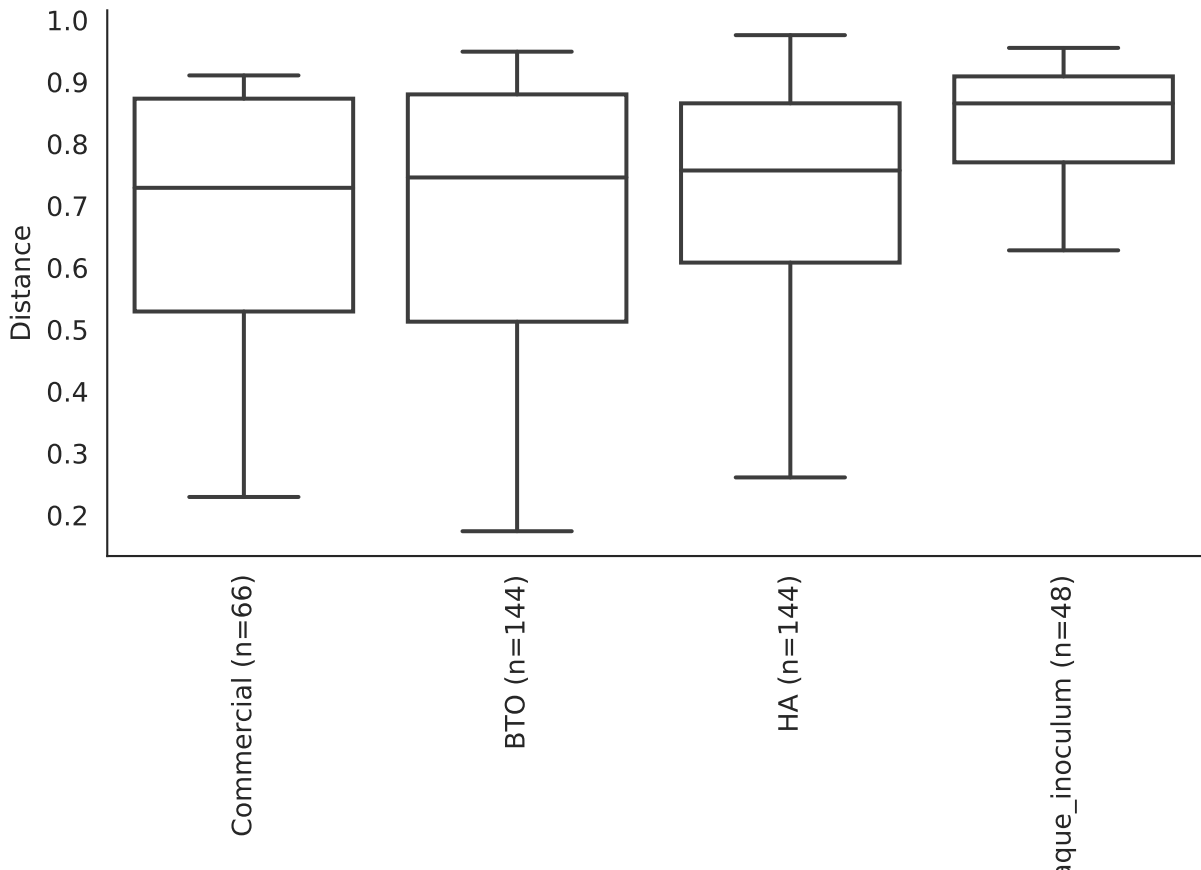 1.0
0.9
0.8
0.7
0.6
0.5
0.4
0.3
0.2
Distance
Commercial (n=66)
BTO (n=144)
HA (n=144)
aque_inoculum (n=48)